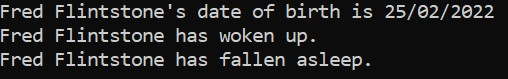 Fred Flintstone's date of birth is 25/02/2022
Fred Flintstone has woken up.
Fred Flintstone has fallen asleep.